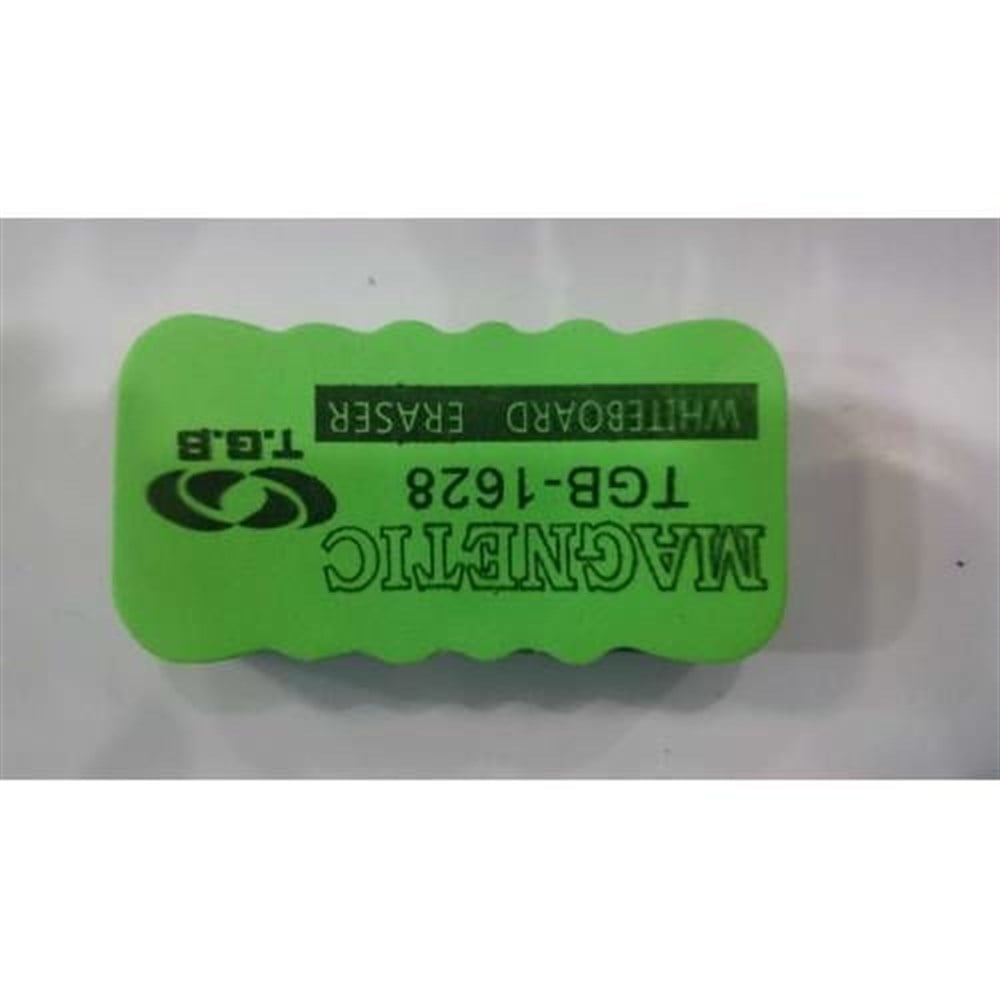 MAGNETIC
TGB-1628
WHITEBOARD ERASER
T.G.B